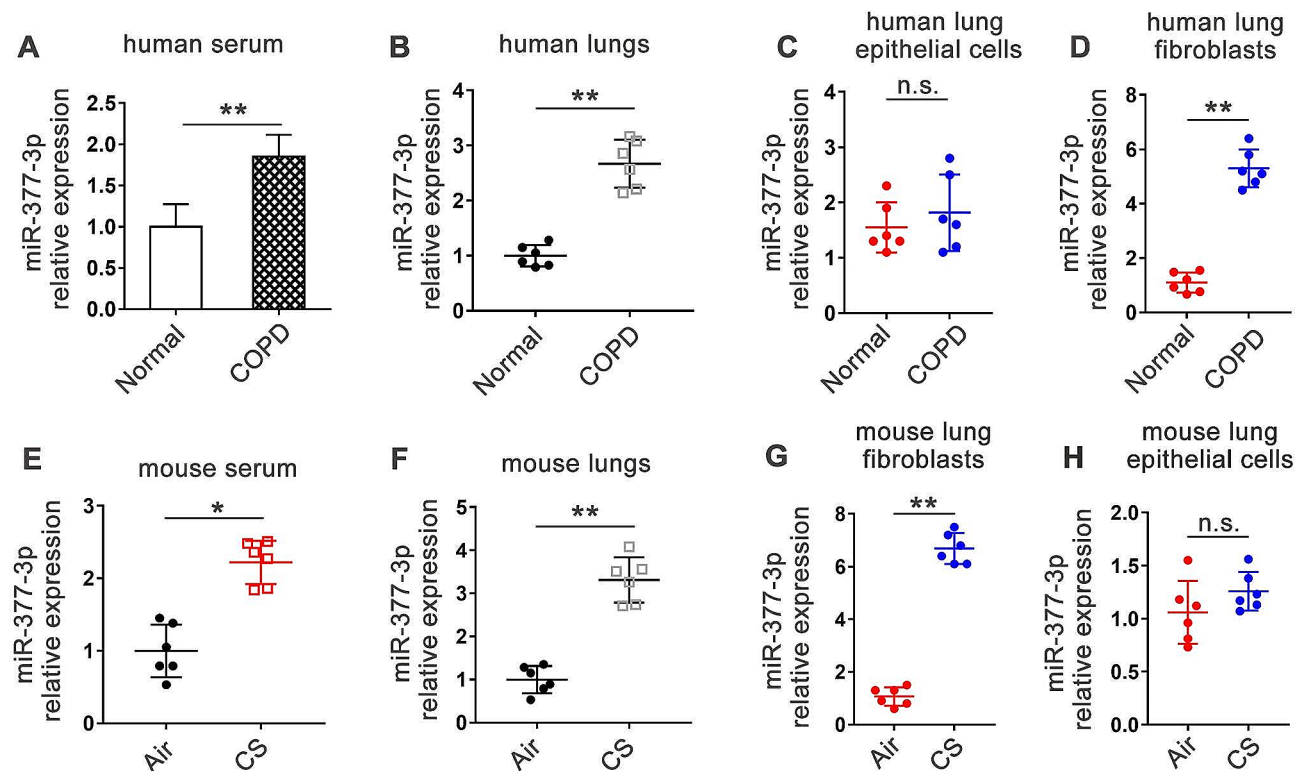 A
human serum
miR-377-3p
relative expression
2.5
2.0
1.5
1.0
0.5
0.0
**
Normal
COPD
B
human lungs
miR-377-3p
relative expression
4
3
2
1
0
**
Normal
COPD
C
human lung
epithelial cells
miR-377-3p
relative expression
4
3
2
1
0
n.s.
Normal
COPD
D
human lung
fibroblasts
miR-377-3p
relative expression
8
6
4
2
0
**
Normal
COPD
E
mouse serum
miR-377-3p
relative expression
3
2
1
0
*
Air
CS
F
mouse lungs
miR-377-3p
relative expression
5
4
3
2
1
0
**
Air
CS
G
mouse lung
fibroblasts
miR-377-3p
relative expression
8
6
4
2
0
**
Air
CS
H
mouse lung
epithelial cells
miR-377-3p
relative expression
2.0
1.5
1.0
0.5
0.0
n.s.
Air
CS